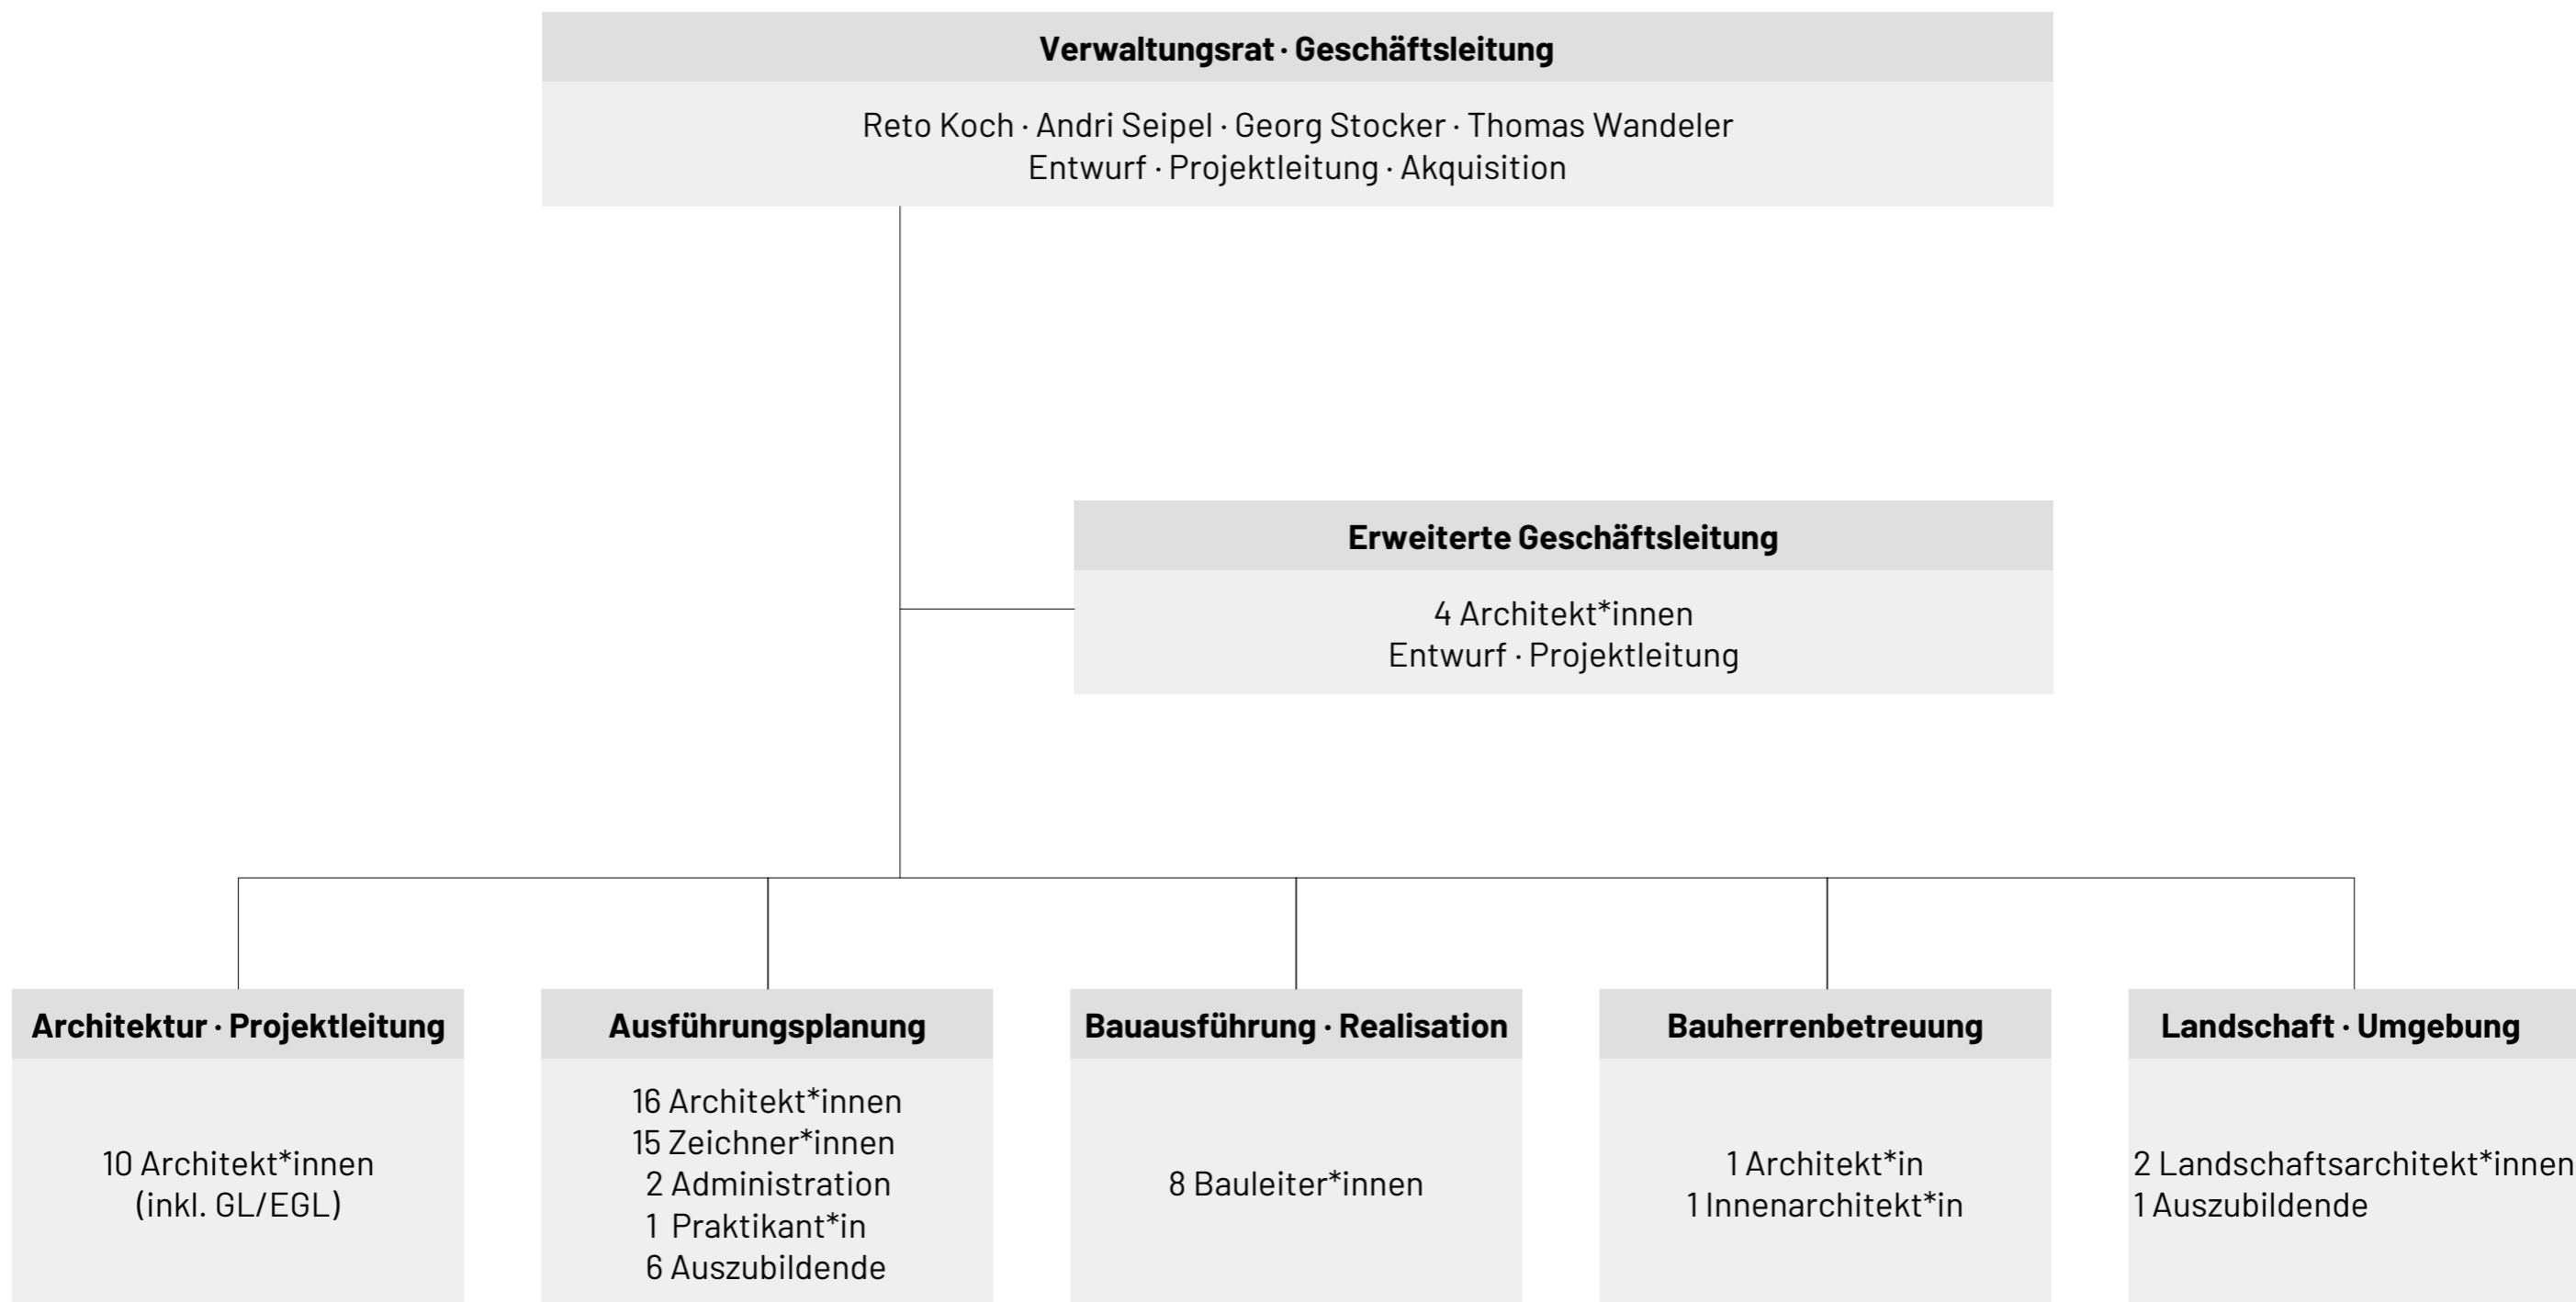 Verwaltungsrat · Geschäftsleitung
Reto Koch · Andri Seipel · Georg Stocker · Thomas Wandeler
Entwurf · Projektleitung · Akquisition
Erweiterte Geschäftsleitung
4 Architekt*innen
Entwurf · Projektleitung
Architektur · Projektleitung
10 Architekt*innen
(inkl. GL/EGL)
Ausführungsplanung
16 Architekt*innen
15 Zeichner*innen
2 Administration
1 Praktikant*in
6 Auszubildende
Bauausführung · Realisation
8 Bauleiter*innen
Bauherrenbetreuung
1 Architekt*in
1 Innenarchitekt*in
Landschaft · Umgebung
2 Landschaftsarchitekt*innen
1 Auszubildende